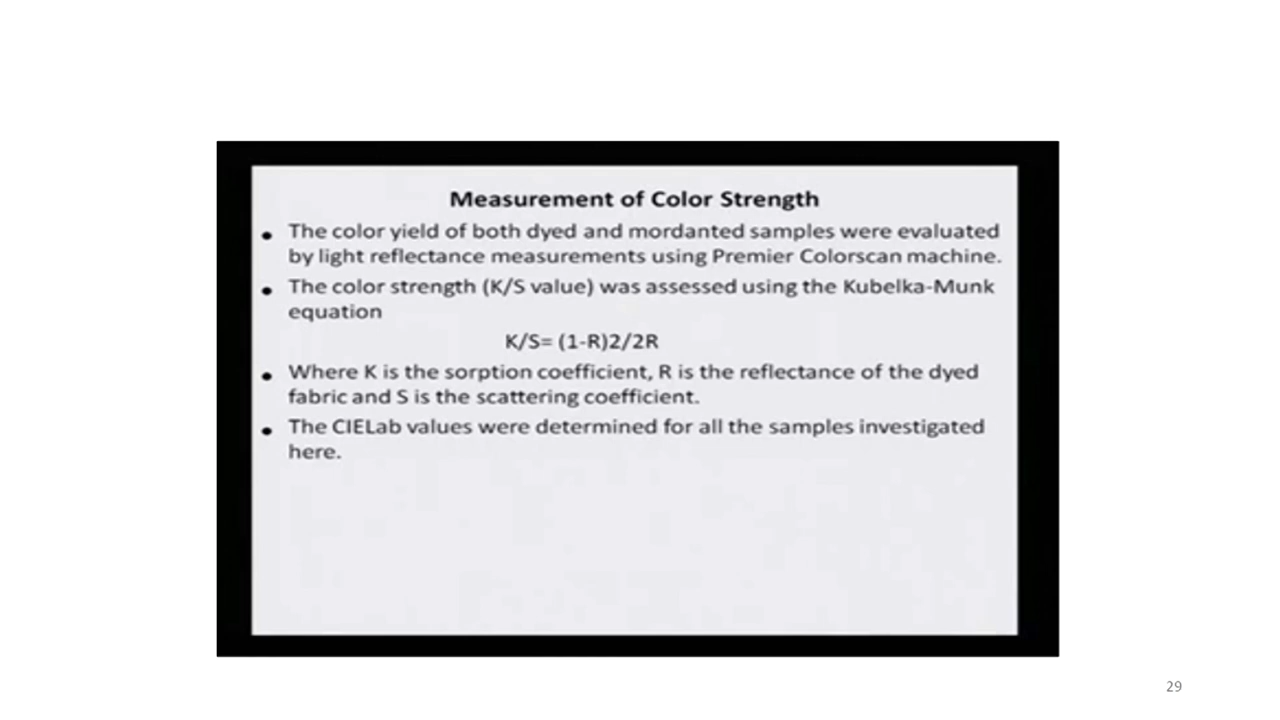 Measurement of Color Strength
• The color yield of both dyed and mordanted samples were evaluated
by light reflectance measurements using Premier Colorscan machine.
• The color strength (K/S value) was assessed using the Kubelka-Munk
equation
K/S= (1-R)2/2R
• Where K is the sorption coefficient, R is the reflectance of the dyed
fabric and S is the scattering coefficient.
• The CIELab values were determined for all the samples investigated
here.
29